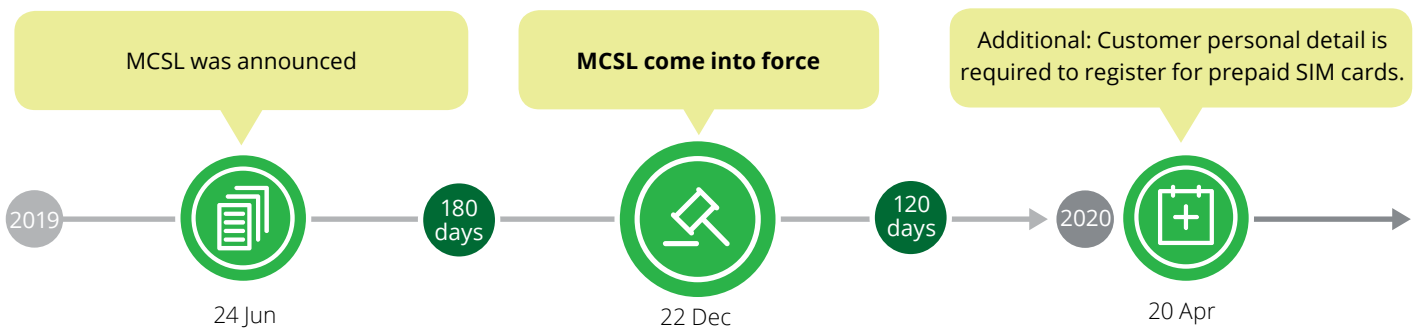 MCSL was announced
MCSL come into force
Additional: Customer personal detail is
required to register for prepaid SIM cards.
2019
180
days
120
days
2020
24 Jun
22 Dec
20 Apr